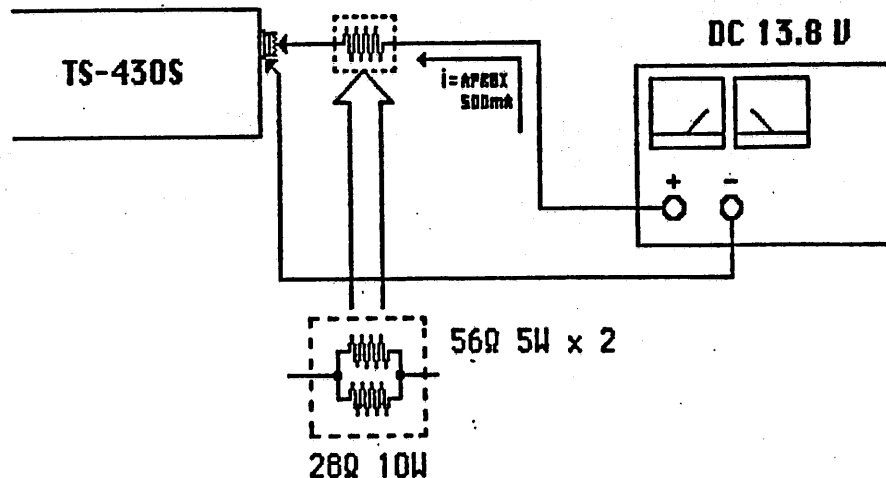 DC 13.8 V
TS-430S
i=APROX
500mA
+ -
56Ω 5W x 2
28Ω 10W